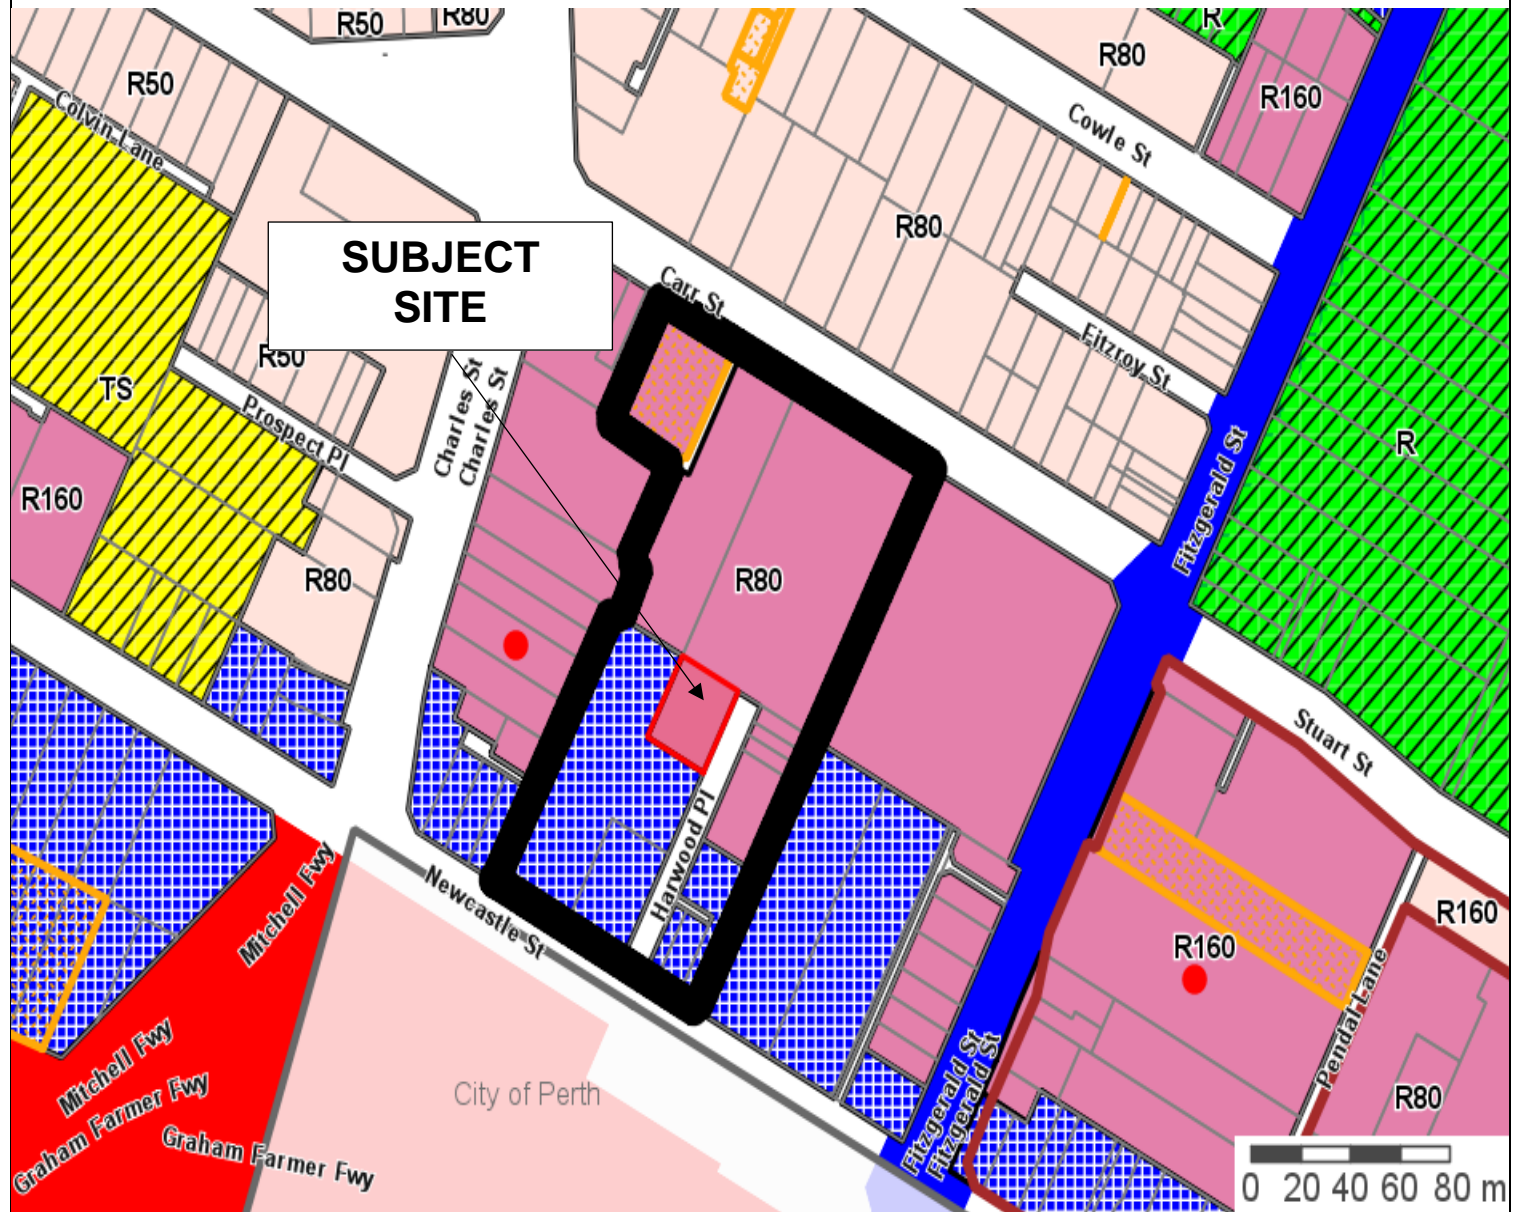 R50
R80
R
R80
R50
R160
Colvin Lane
Cowle St
R80
SUBJECT
SITE
Carr St
Fitzroy St
R50
TS
Charles St
Charles St
Prospect Pl
Fitzgerald St
R
R160
R80
R80
Stuart St
Harwood Pl
Mitchell Fwy
Newcastle St
R160
R160
Pendal Lane
Mitchell Fwy
Graham Farmer Fwy
City of Perth
Fitzgerald St
Fitzgerald St
R80
Graham Farmer Fwy
0 20 40 60 80 m